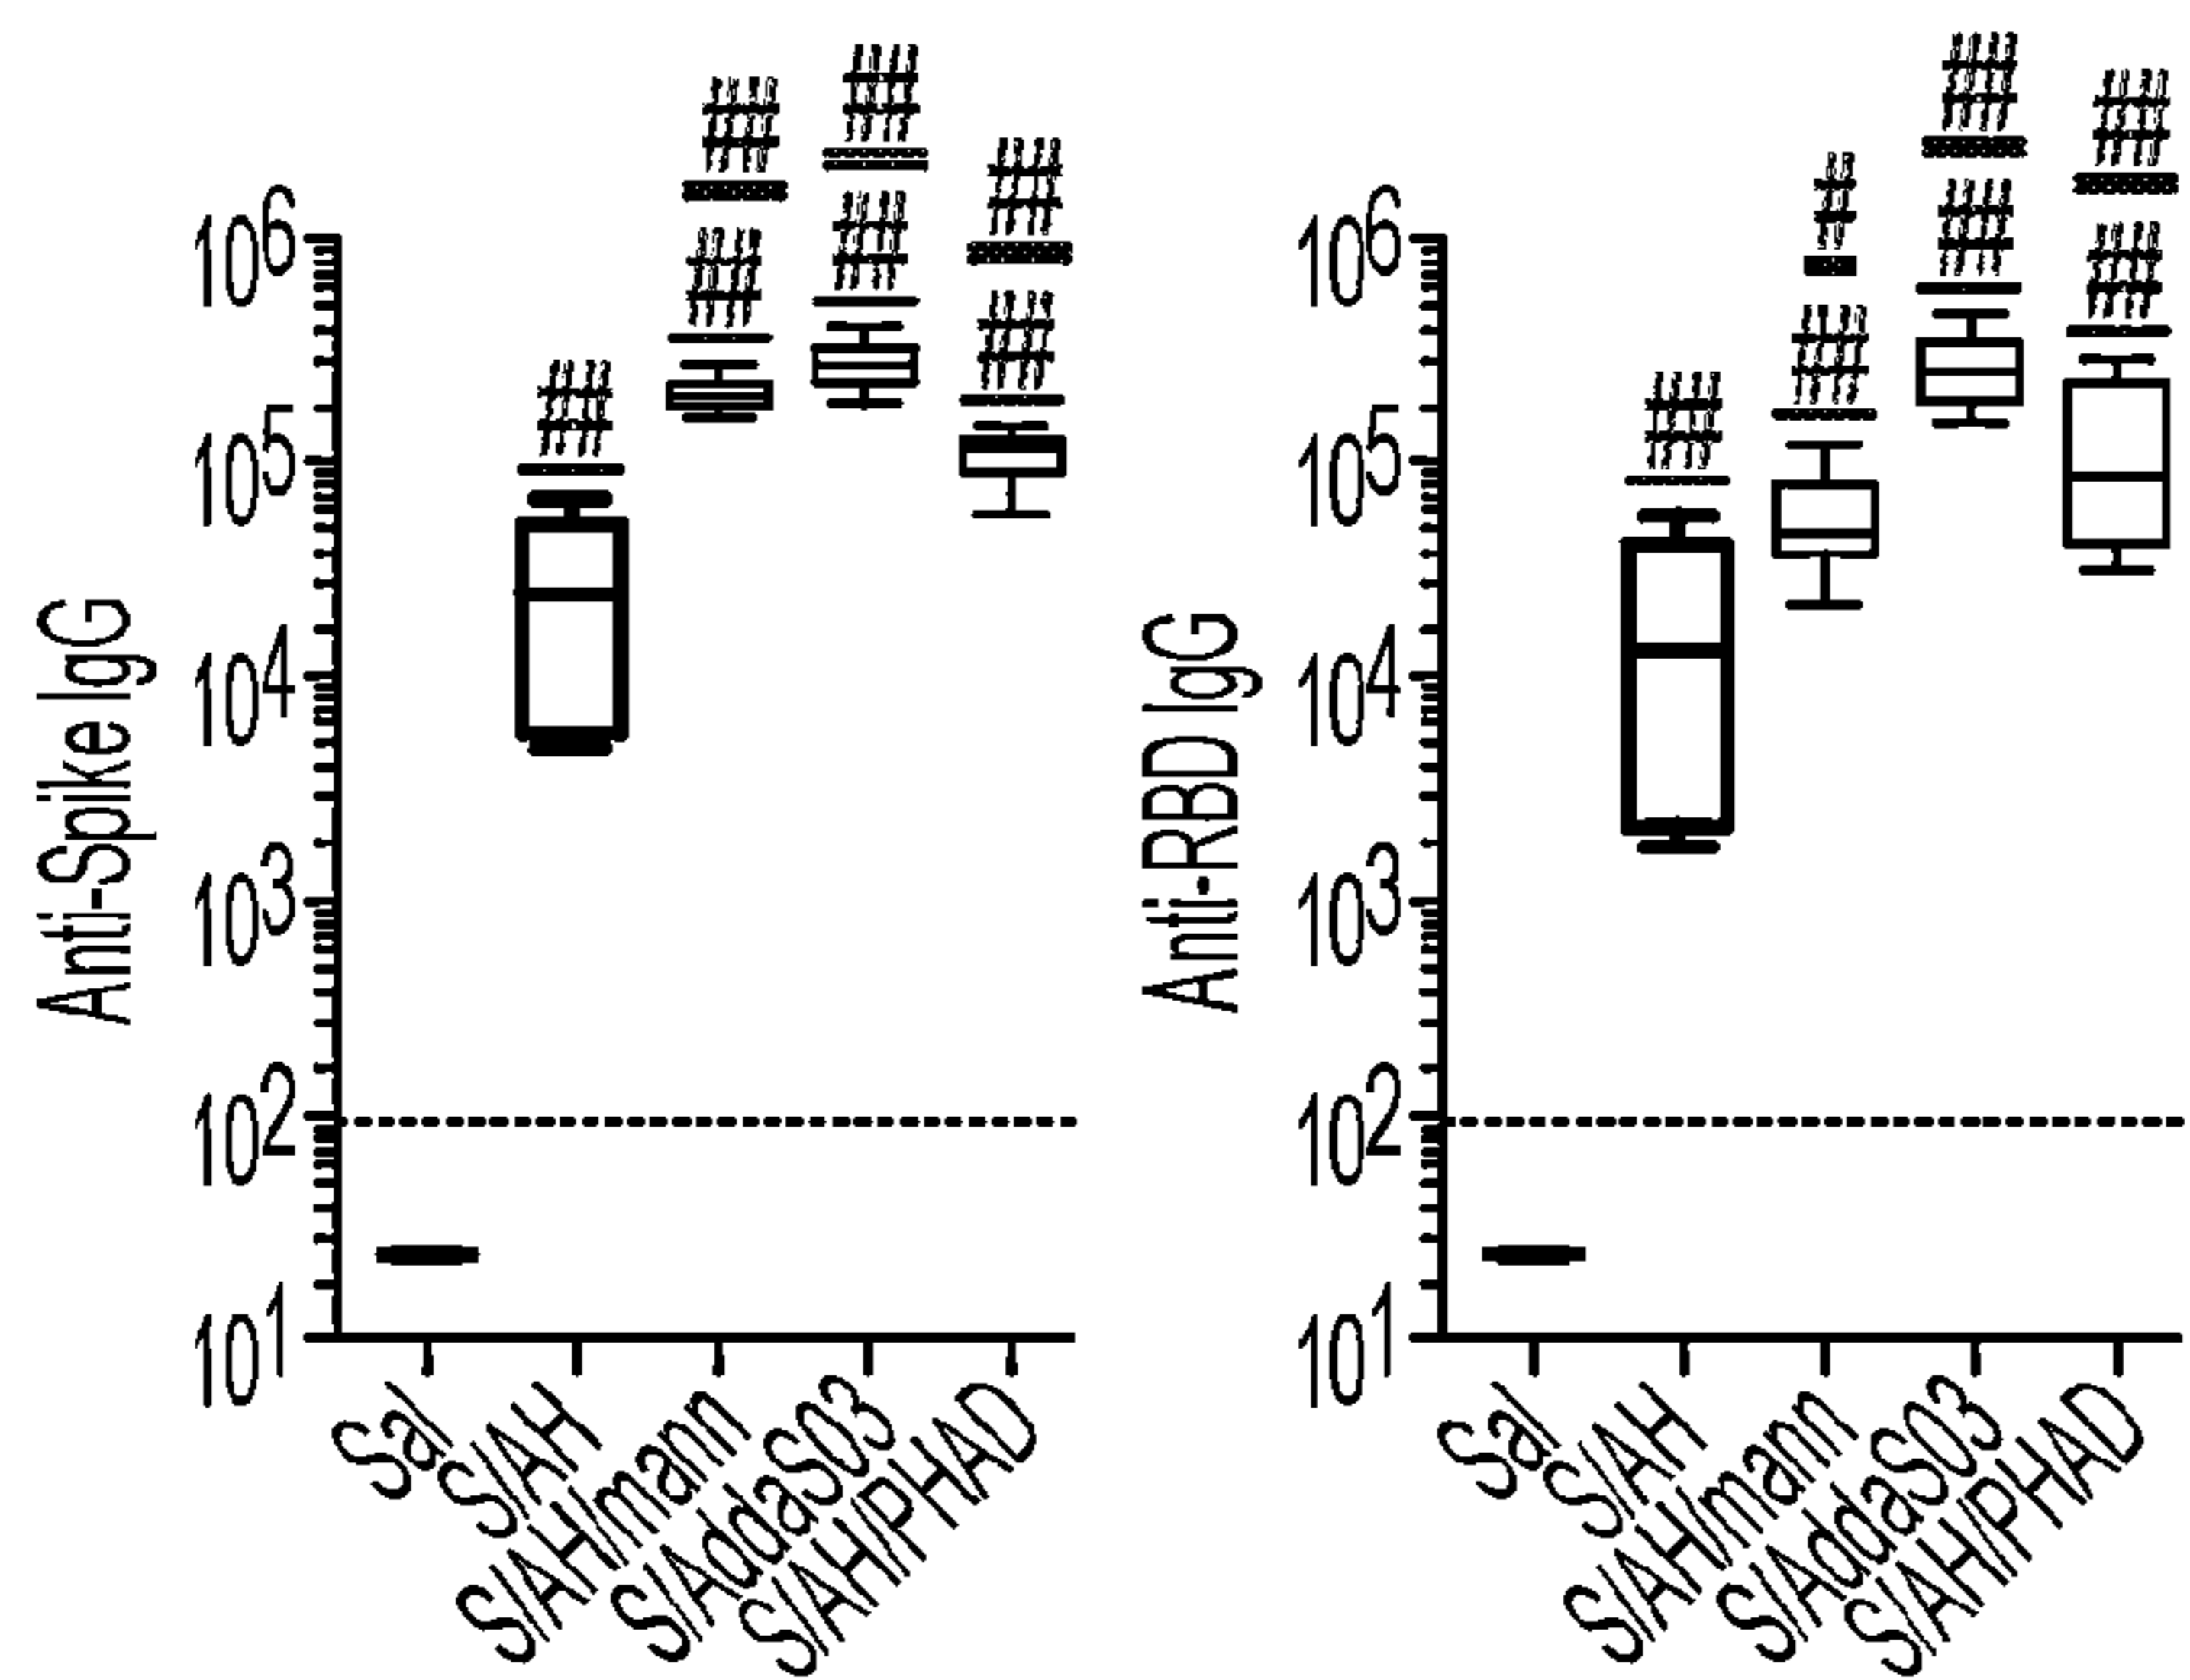 Anti-Spike IgG
10^6
10^5
10^4
10^3
10^2
10^1
Sal
S/AH
S/AH/mann
S/AddaS03
S/AH/PHAD
Anti-RBD IgG
10^6
10^5
10^4
10^3
10^2
10^1
Sal
S/AH
S/AH/mann
S/AddaS03
S/AH/PHAD